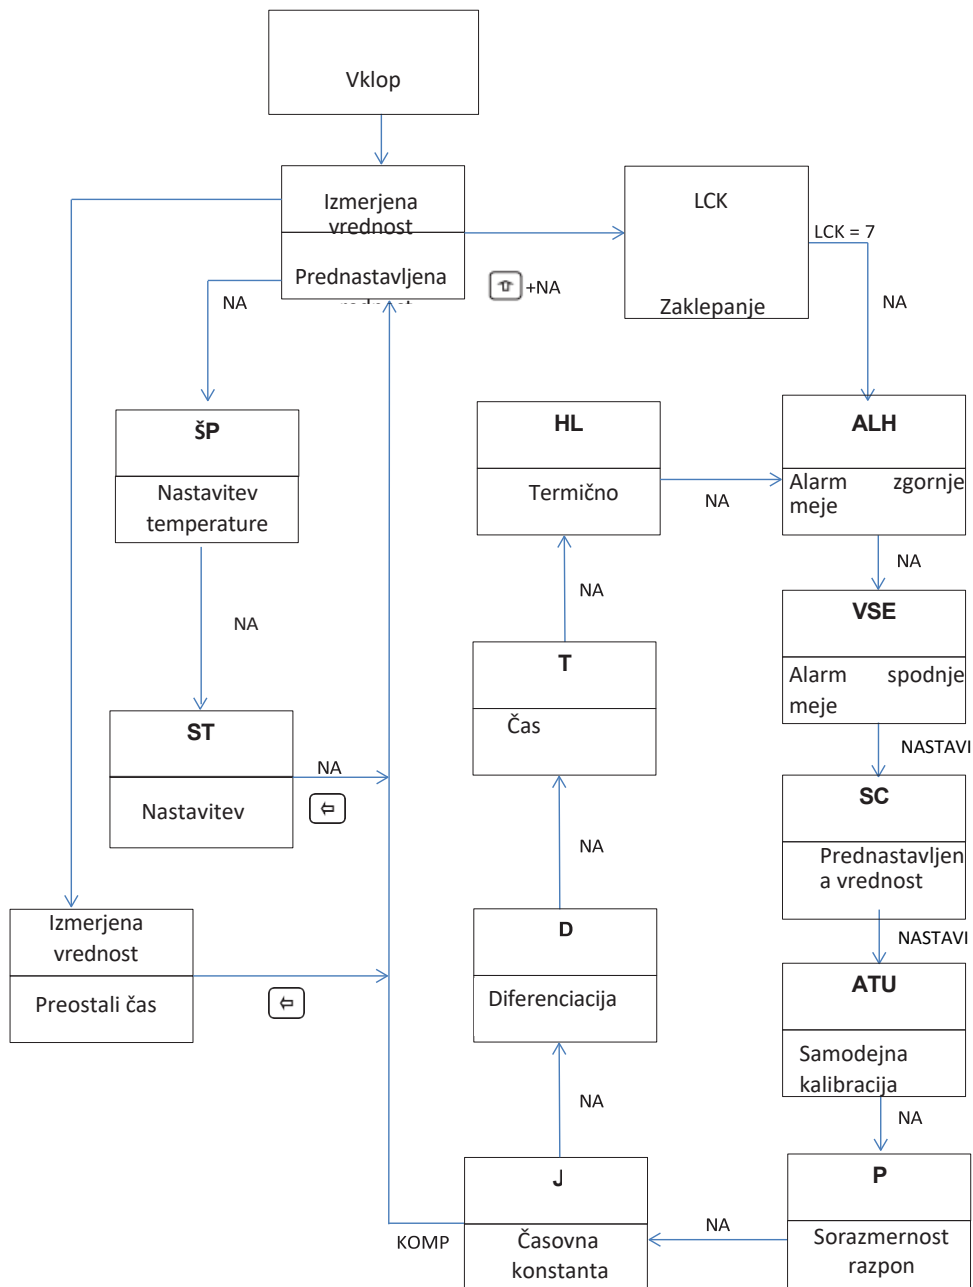 Vklop
Izmerjena
vrednost
Prednastavljena
LCK
Zaklepanje
LCK = 7
+NA
NA
NA
ŠP
Nastavitev
temperature
HL
Termično
ALH
Alarm zgornje
meje
NA
NA
NA
NA
VSE
Alarm spodnje
meje
T
Čas
ST
Nastavitev
NA
NASTAVI
SC
Prednastavljen
a vrednost
NA
Izmerjena
vrednost
Preostali čas
D
Diferenciacija
NASTAVI
ATU
Samodejna
kalibracija
NA
NA
J
Časovna
konstanta
KOMP
NA
P
Sorazmernost
razpon